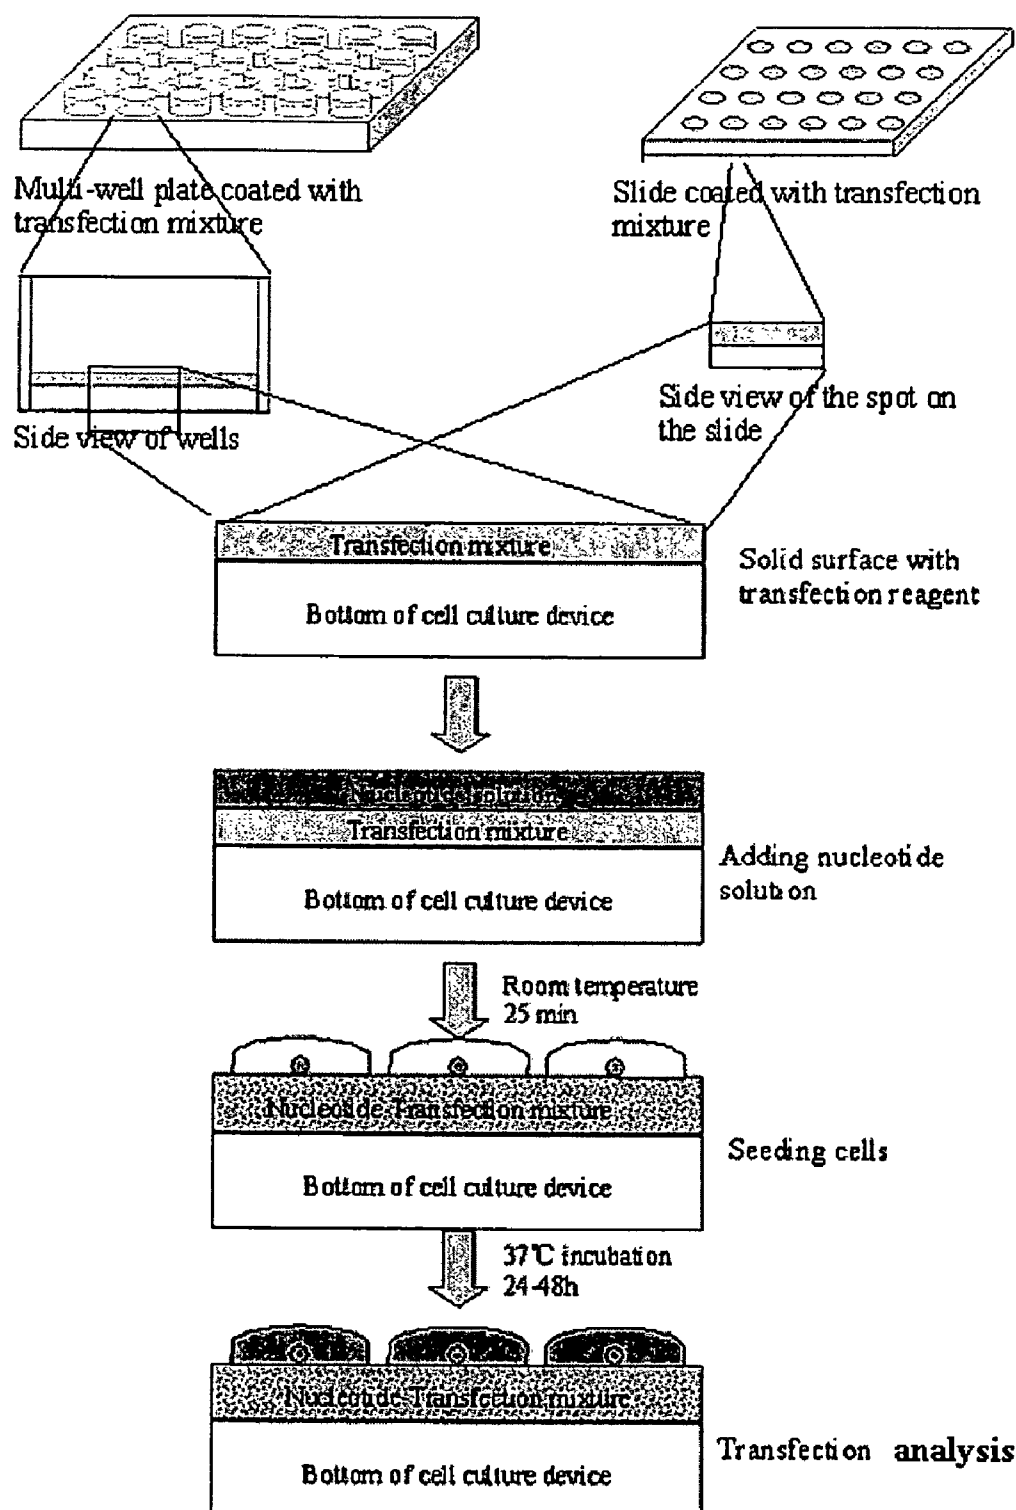 Multi-well plate coated with
transfection mixture
Slide coated with transfection
mixture
Side view of wells
Side view of the spot on
the slide
Transfection mixture
Bottom of cell culture device
Solid surface with
transfection reagent
Nucleotide solution
Transfection mixture
Bottom of cell culture device
Adding nucleotide
solution
Room temperature
25 min
Nucleotide-Transfection mixture
Bottom of cell culture device
Seeding cells
37℃ incubation
24-48h
Nucleotide-Transfection mixture
Bottom of cell culture device
Transfection analysis